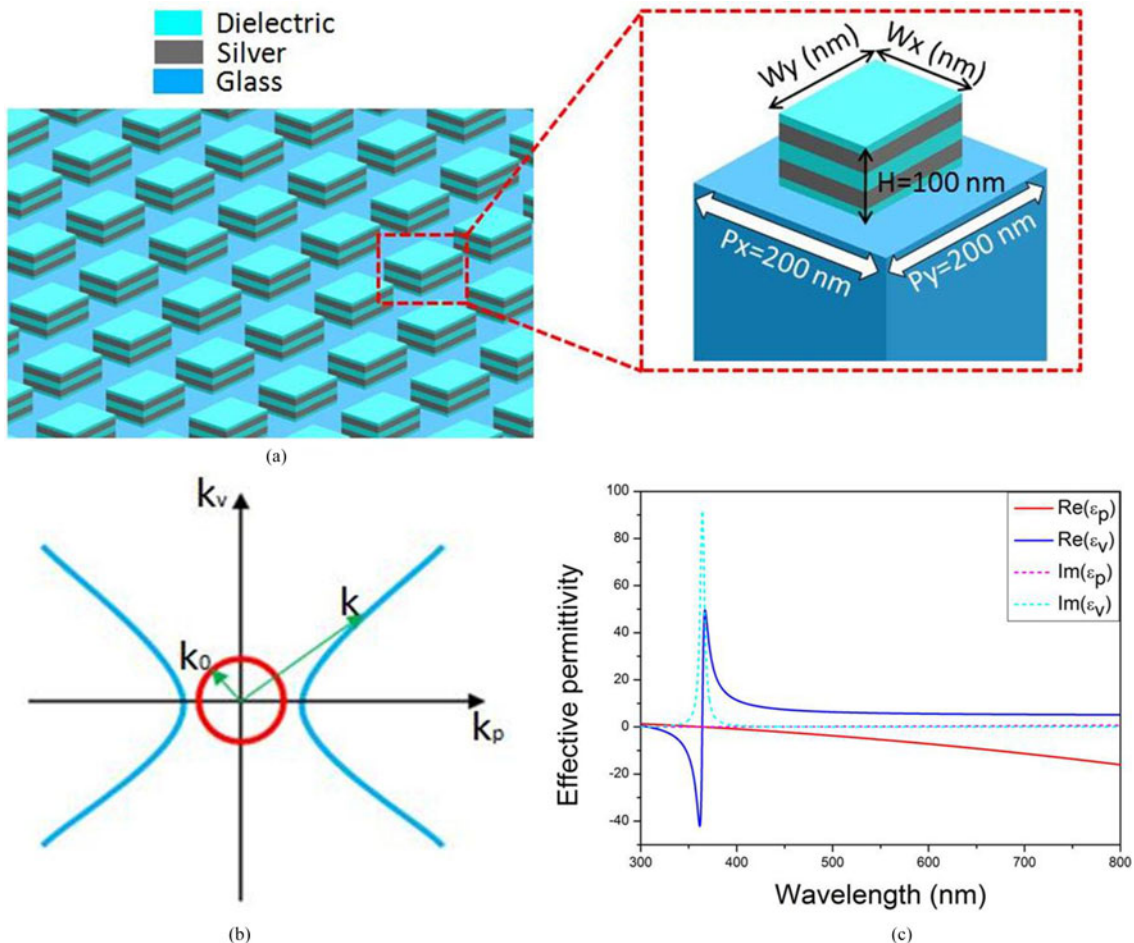 Dielectric
Silver
Glass
Wy (nm)
Wx (nm)
H=100 nm
Px=200 nm
Py=200 nm
(a)
kv
k
k0
kp
(b)
100
80
60
40
20
0
-20
-40
Effective permittivity
Re(εp)
Re(εv)
Im(εp)
Im(εv)
300
400
500
600
700
800
Wavelength (nm)
(c)